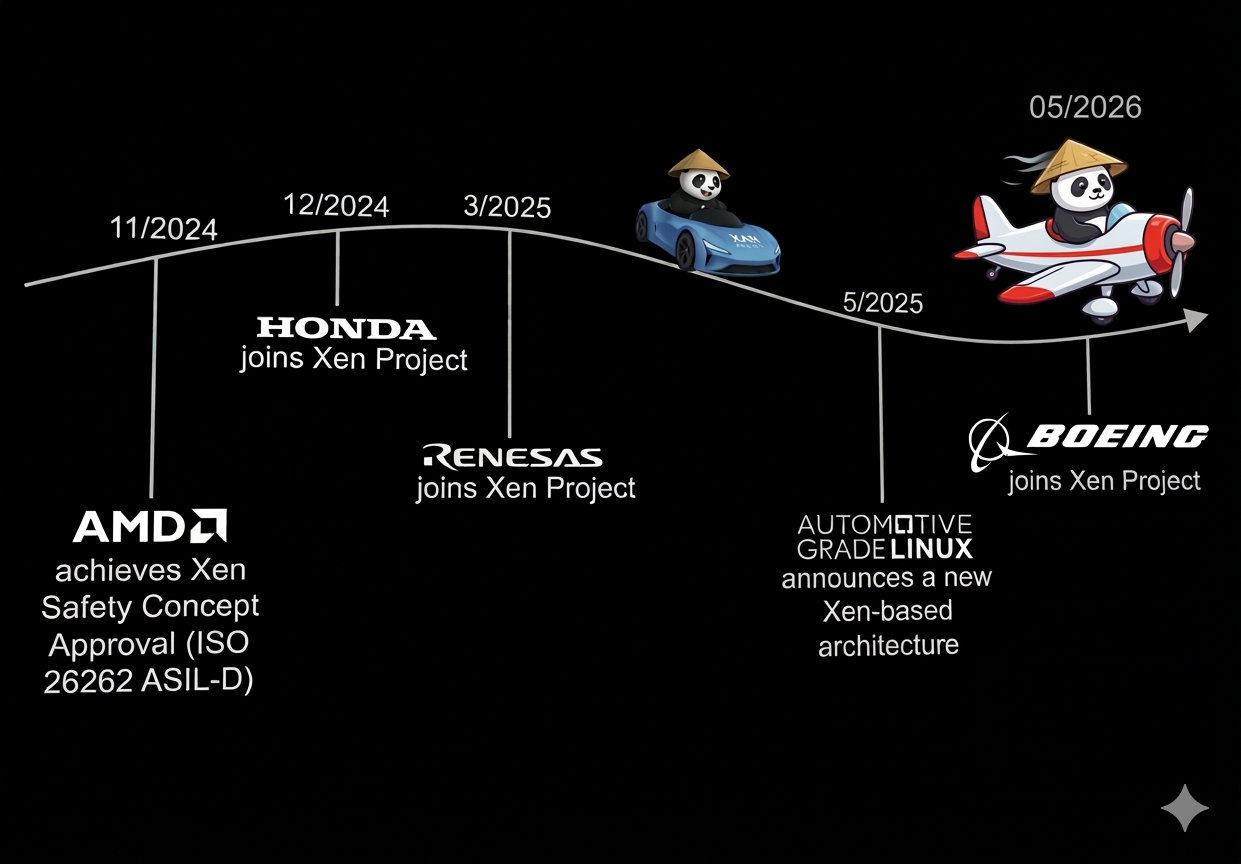 11/2024
12/2024
3/2025
5/2025
05/2026
AMD
achieves Xen
Safety Concept
Approval (ISO
26262 ASIL-D)
HONDA
joins Xen Project
RENESAS
joins Xen Project
AUTOMOTIVE
GRADE LINUX
announces a new
Xen-based
architecture
BOEING
joins Xen Project